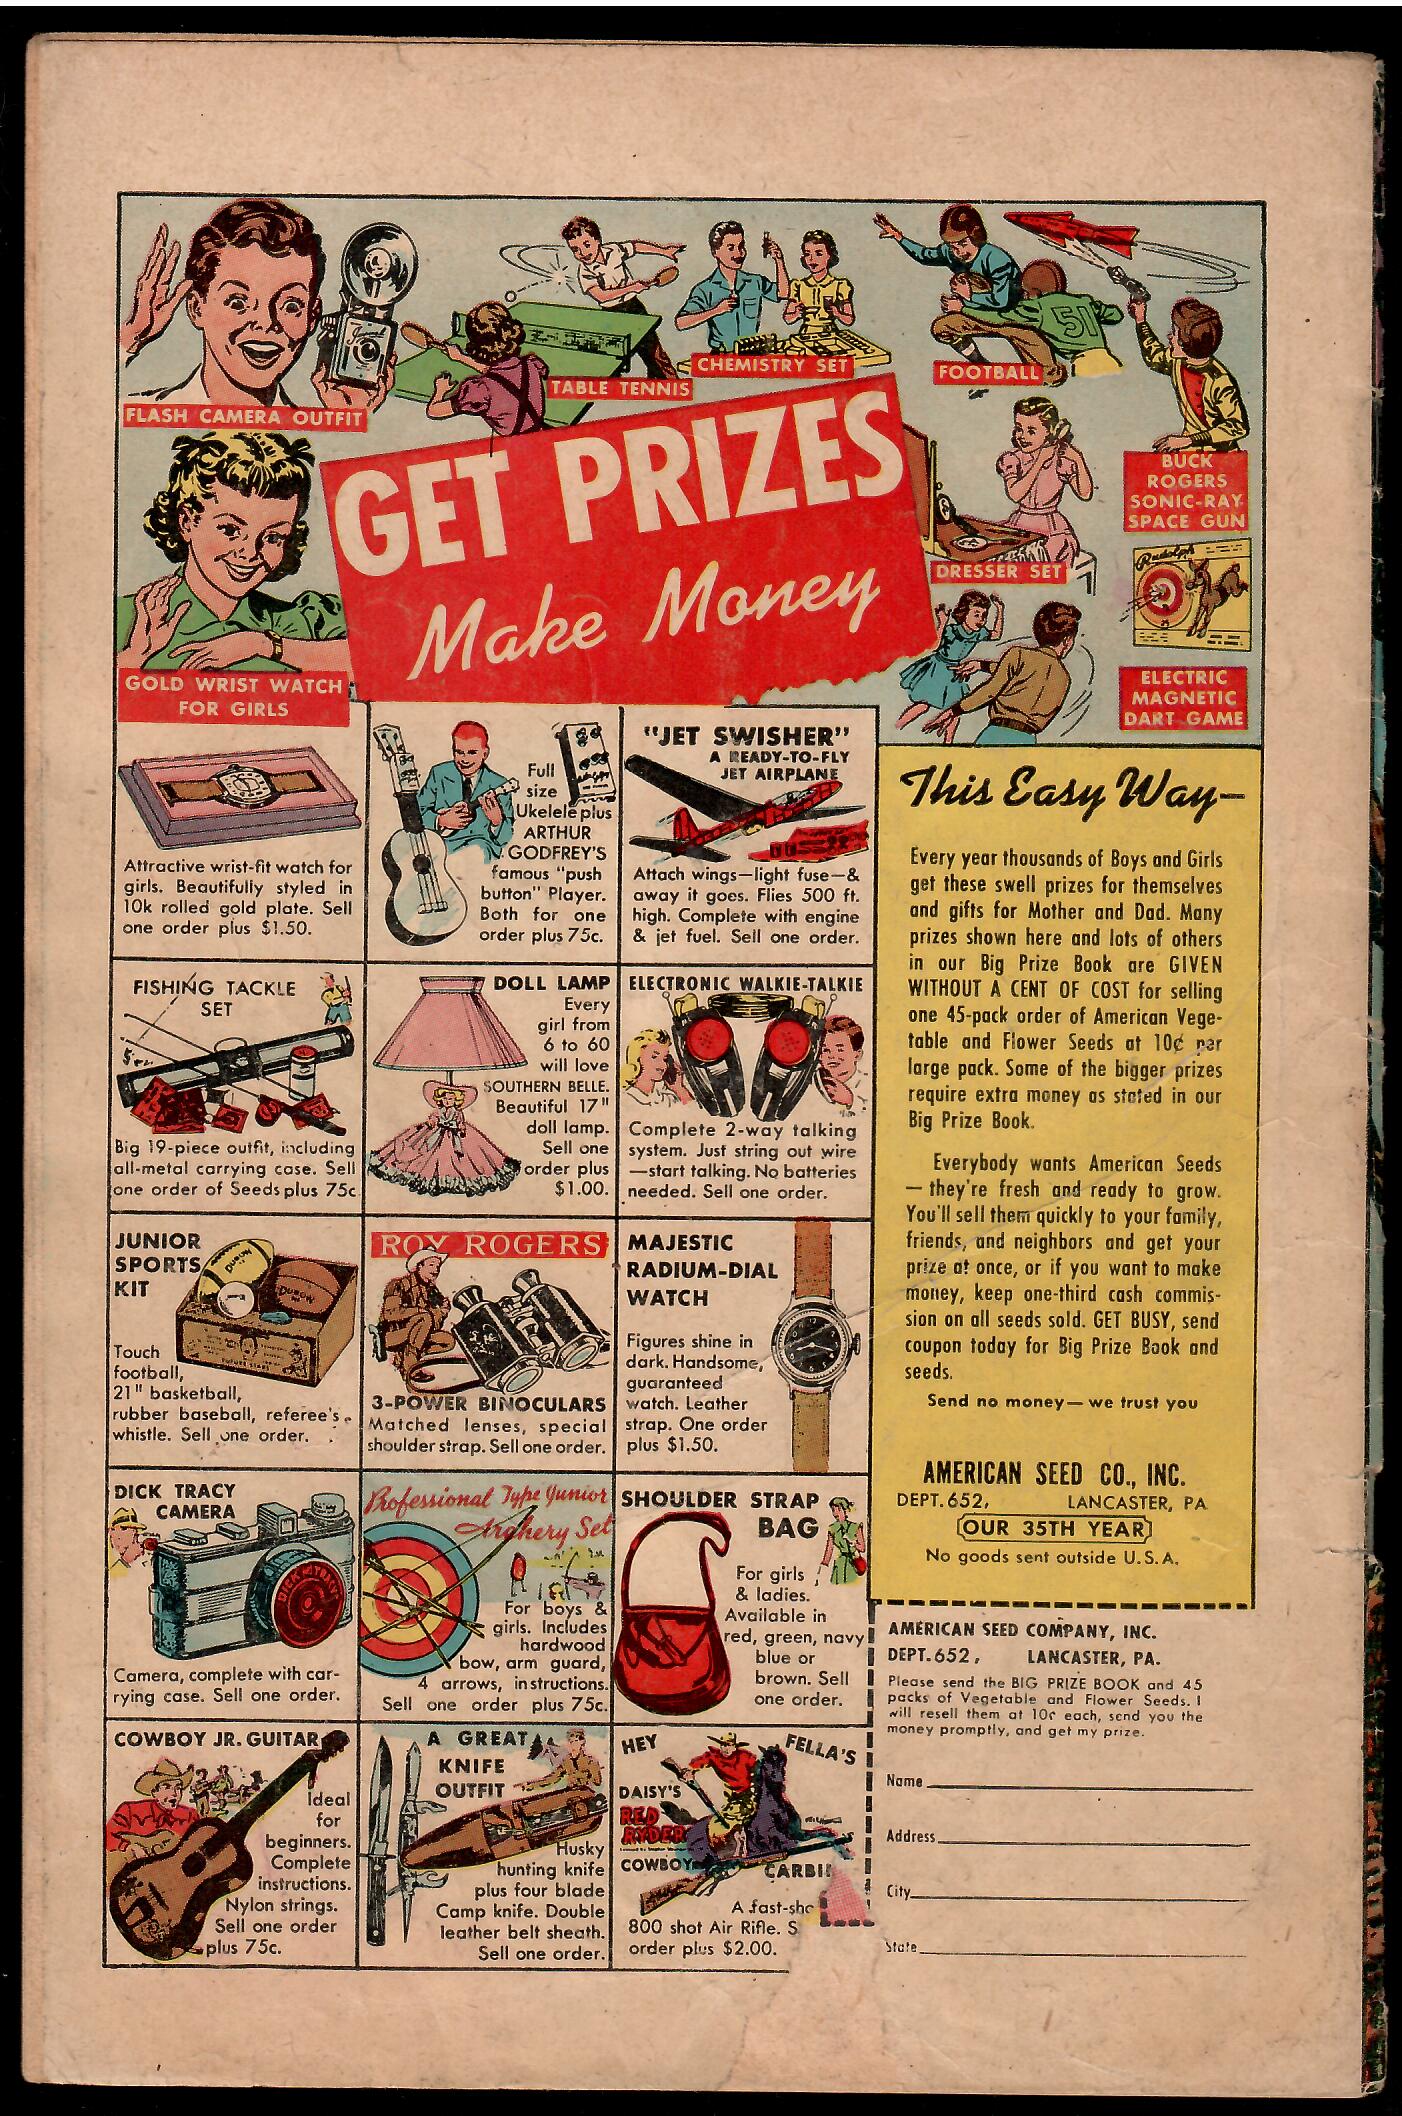 FLASH CAMERA OUTFIT
TABLE TENNIS
CHEMISTRY SET
FOOTBALL
51
BUCK
ROGERS
SONIC-RAY
SPACE GUN
GET PRIZES
Make Money
DRESSER SET
Rudolph
ELECTRIC
MAGNETIC
DART GAME
GOLD WRIST WATCH
FOR GIRLS
Attractive wrist-fit watch for
girls. Beautifully styled in
10k rolled gold plate. Sell
one order plus $1.50.
Full
size
Ukelele plus
ARTHUR
GODFREY'S
famous "push
button" Player.
Both for one
order plus 75c.
"JET SWISHER"
A READY-TO-FLY
JET AIRPLANE
Attach wings—light fuse—&
away it goes. Flies 500 ft.
high. Complete with engine
& jet fuel. Sell one order.
FISHING TACKLE
SET
Big 19-piece outfit, including
all-metal carrying case. Sell
one order of Seeds plus 75c
DOLL LAMP
Every
girl from
6 to 60
will love
SOUTHERN BELLE.
Beautiful 17"
doll lamp.
Sell one
order plus
$1.00.
ELECTRONIC WALKIE-TALKIE
Complete 2-way talking
system. Just string out wire
—start talking. No batteries
needed. Sell one order.
JUNIOR
SPORTS
KIT
DUBOW
DUBOW
Touch
football,
21" basketball,
rubber baseball, referee's
whistle. Sell one order.
ROY ROGERS
3-POWER BINOCULARS
Matched lenses, special
shoulder strap. Sell one order.
MAJESTIC
RADIUM-DIAL
WATCH
Figures shine in
dark. Handsome,
guaranteed
watch. Leather
strap. One order
plus $1.50.
DICK TRACY
CAMERA
Camera, complete with car-
rying case. Sell one order.
Professional Type Junior
Archery Set
For boys &
girls. Includes
hardwood
bow, arm guard,
4 arrows, instructions.
Sell one order plus 75c.
SHOULDER STRAP
BAG
For girls
& ladies.
Available in
red, green, navy
blue or
brown. Sell
one order.
COWBOY JR. GUITAR
Ideal
for
beginners.
Complete
instructions.
Nylon strings.
Sell one order
plus 75c.
A GREAT
KNIFE
OUTFIT
Husky
hunting knife
plus four blade
Camp knife. Double
leather belt sheath.
Sell one order.
HEY FELLA'S
DAISY'S
RED
RYDER
COWBOY CARBI
A fast-sho
800 shot Air Rifle. S
order plus $2.00.
This Easy Way—
Every year thousands of Boys and Girls
get these swell prizes for themselves
and gifts for Mother and Dad. Many
prizes shown here and lots of others
in our Big Prize Book are GIVEN
WITHOUT A CENT OF COST for selling
one 45-pack order of American Vege-
table and Flower Seeds at 10¢ per
large pack. Some of the bigger prizes
require extra money as stated in our
Big Prize Book.
Everybody wants American Seeds
— they're fresh and ready to grow.
You'll sell them quickly to your family,
friends, and neighbors and get your
prize at once, or if you want to make
money, keep one-third cash commis-
sion on all seeds sold. GET BUSY, send
coupon today for Big Prize Book and
seeds.
Send no money—we trust you
AMERICAN SEED CO., INC.
DEPT. 652, LANCASTER, PA
OUR 35TH YEAR
No goods sent outside U.S.A.
AMERICAN SEED COMPANY, INC.
DEPT. 652, LANCASTER, PA.
Please send the BIG PRIZE BOOK and 45
packs of Vegetable and Flower Seeds. I
will resell them at 10c each, send you the
money promptly, and get my prize.
Name
Address
City
State